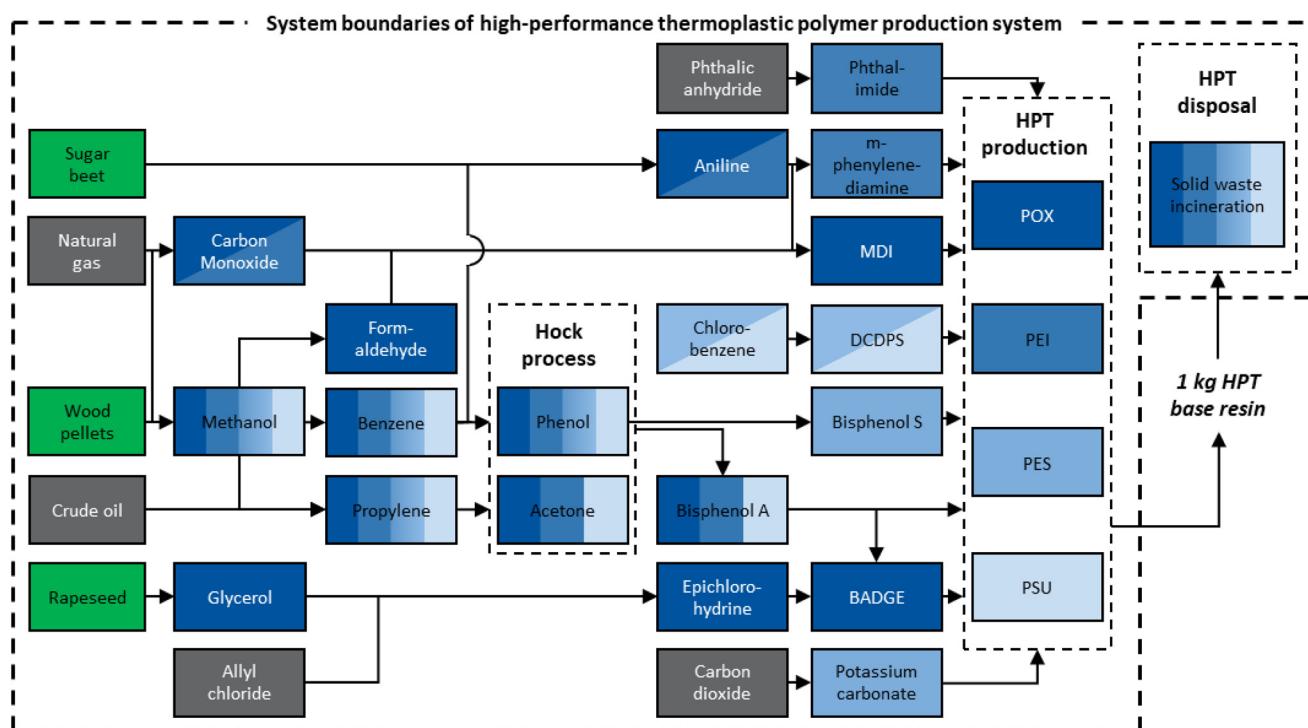 System boundaries of high-performance thermoplastic polymer production system
Phthalic
anhydride
Phthal-
imide
HPT
disposal
HPT
production
Sugar
beet
Aniline
m-
phenylene-
diamine
Solid waste
incineration
POX
Natural
gas
Carbon
Monoxide
MDI
Form-
aldehyde
Hock
process
Chloro-
benzene
DCDPS
PEI
1 kg HPT
base resin
Wood
pellets
Methanol
Benzene
Phenol
Bisphenol S
PES
Crude oil
Propylene
Acetone
Bisphenol A
Rapeseed
Glycerol
Epichloro-
hydrine
BADGE
PSU
Allyl
chloride
Carbon
dioxide
Potassium
carbonate